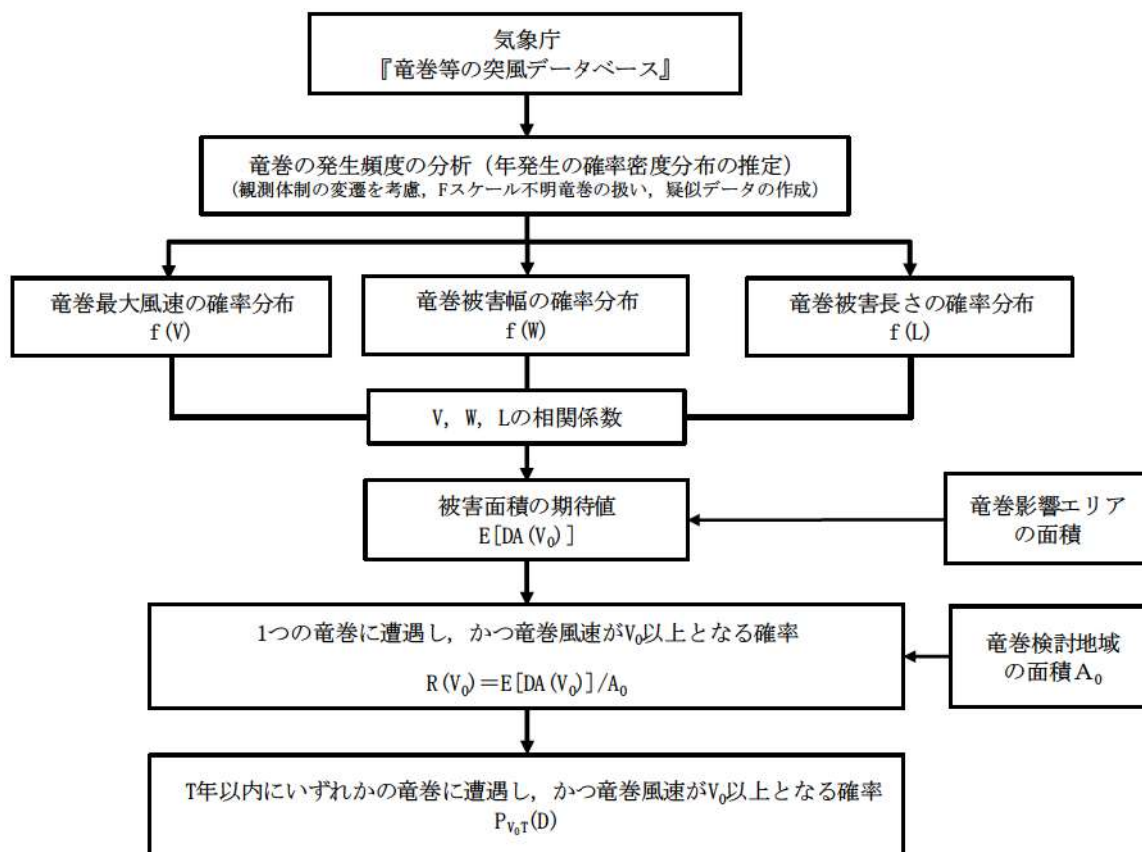 気象庁
『竜巻等の突風データベース』
竜巻の発生頻度の分析（年発生の確率密度分布の推定）
（観測体制の変遷を考慮，Fスケール不明竜巻の扱い，疑似データの作成）
竜巻最大風速の確率分布
f(V)
竜巻被害幅の確率分布
f(W)
竜巻被害長さの確率分布
f(L)
V, W, Lの相関係数
被害面積の期待値
E[DA(V₀)]
竜巻影響エリア
の面積
1つの竜巻に遭遇し，かつ竜巻風速がV₀以上となる確率
R(V₀)＝E[DA(V₀)]/A₀
竜巻検討地域
の面積A₀
T年以内にいずれかの竜巻に遭遇し，かつ竜巻風速がV₀以上となる確率
P_{V₀T}(D)